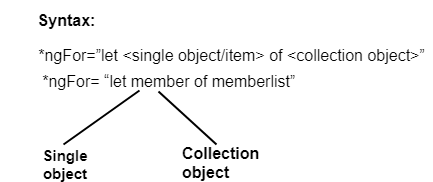 Syntax:
*ngFor=”let <single object/item> of <collection object>”
*ngFor= “let member of memberlist”
Single Collection
object object